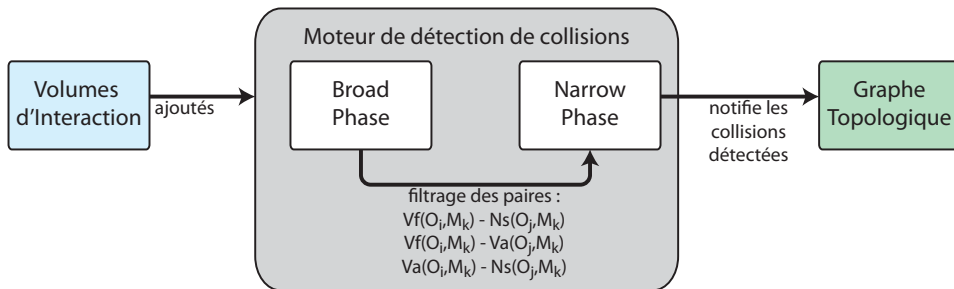 Moteur de détection de collisions
Volumes
d'Interaction
ajoutés
Broad
Phase
Narrow
Phase
notifie les
collisions
détectées
Graphe
Topologique
filtrage des paires :
Vf(Oi,Mk) - Ns(Oj,Mk)
Vf(Oi,Mk) - Va(Oj,Mk)
Va(Oi,Mk) - Ns(Oj,Mk)